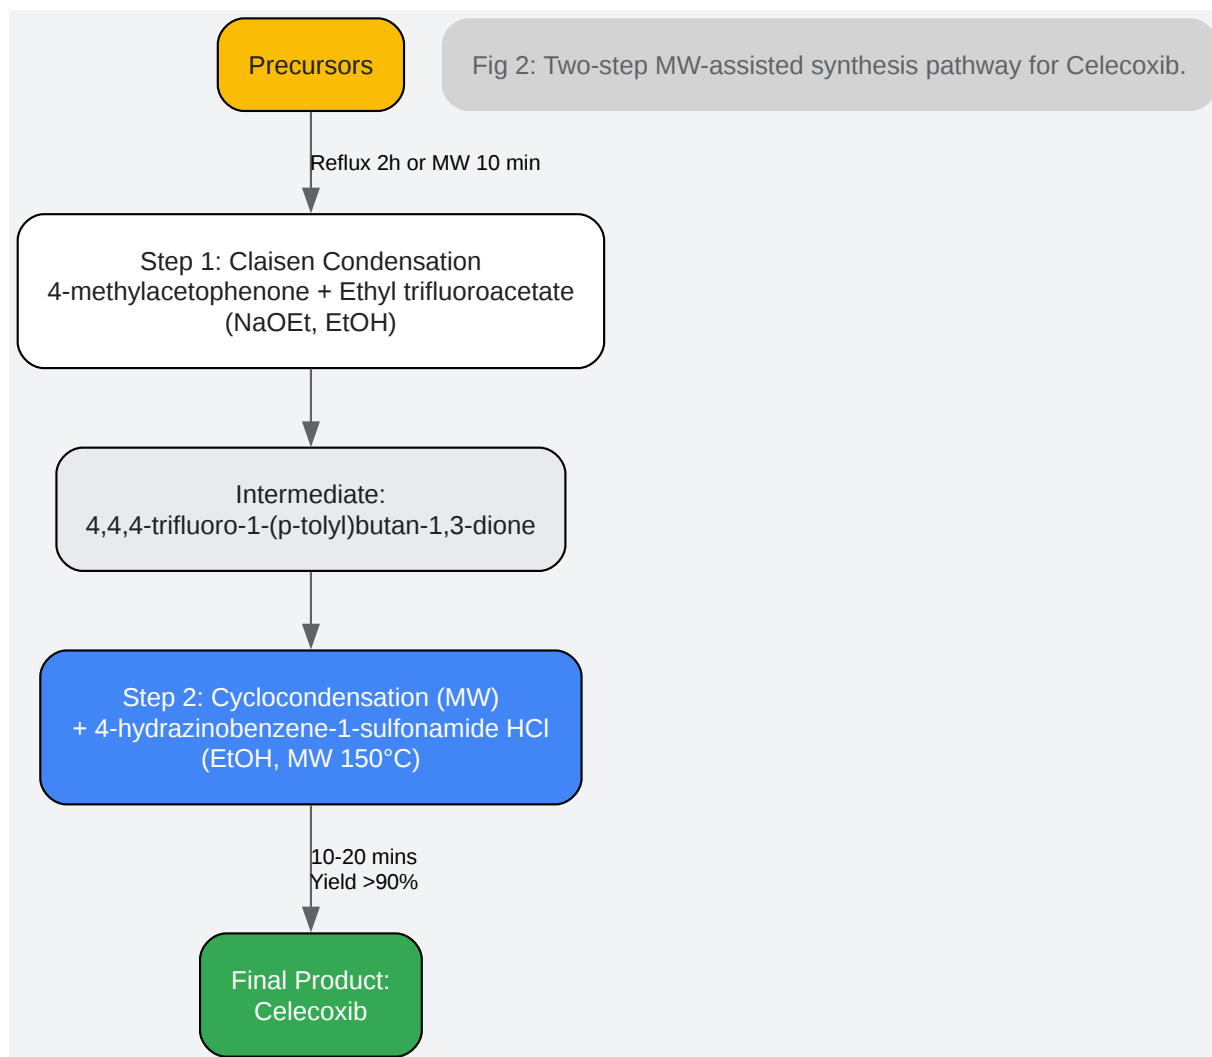 Precursors
Fig 2: Two-step MW-assisted synthesis pathway for Celecoxib.
Reflux 2h or MW 10 min
Step 1: Claisen Condensation
4-methylacetophenone + Ethyl trifluoroacetate
(NaOEt, EtOH)
Intermediate:
4,4,4-trifluoro-1-(p-tolyl)butan-1,3-dione
Step 2: Cyclocondensation (MW)
+ 4-hydrazinobenzene-1-sulfonamide HCl
(EtOH, MW 150°C)
10-20 mins
Yield >90%
Final Product:
Celecoxib